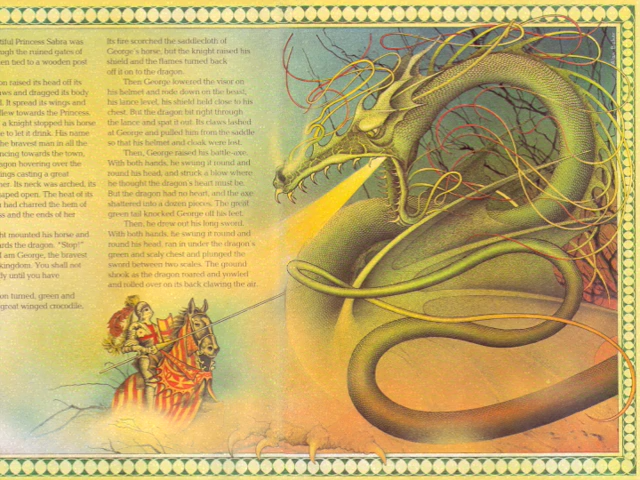 tiful Princess Sabra was
ough the ruined gates of
en tied to a wooden post
on raised its head off its
aws and dragged its body
l. It spread its wings and
llow towards the Princess.
a knight stopped his horse
e to let it drink. His name
the bravest man in all the
ncing towards the town,
agon hovering over the
ings casting a great
her. Its neck was arched, its
aped open. The heat of its
had charred the hem of
ss and the ends of her
ht mounted his horse and
ards the dragon. "Stop!"
I am George, the bravest
kingdom. You shall not
dy until you have
on turned, green and
great winged crocodile.
Its fire scorched the saddlecloth of
George's horse, but the knight raised his
shield and the flames turned back
off it on to the dragon.
Then George lowered the visor on
his helmet and rode down on the beast,
his lance level, his shield held close to his
chest. But the dragon bit right through
the lance and spat it out. Its claws lashed
at George and pulled him from the saddle
so that his helmet and cloak were lost.
Then, George raised his battle-axe.
With both hands, he swung it round and
round his head, and struck a blow where
he thought the dragon's heart must be.
But the dragon had no heart, and the axe
shattered into a dozen pieces. The great
green tail knocked George off his feet.
Then, he drew out his long sword.
With both hands, he swung it round and
round his head, ran in under the dragon's
green and scaly chest and plunged the
sword between two scales. The ground
shook as the dragon roared and yowled
and rolled over on its back clawing the air.